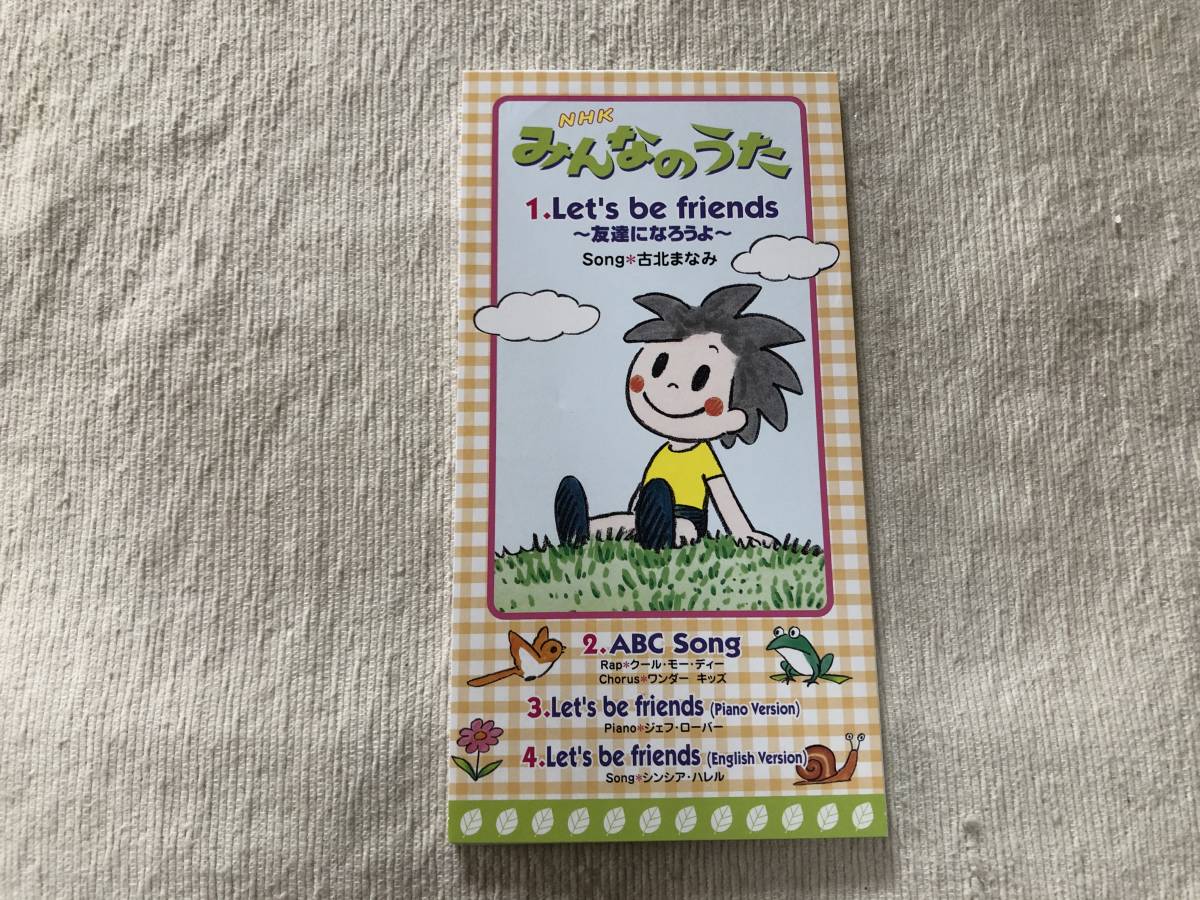 NHK
みんなのうた
1.Let's be friends
～友達になろうよ～
Song*古北まなみ
2.ABC Song
Rap*クール・モー・ディー
Chorus*ワンダー キッズ
3.Let's be friends (Piano Version)
Piano*ジェフ・ローバー
4.Let's be friends (English Version)
Song*シンシア・ハレル